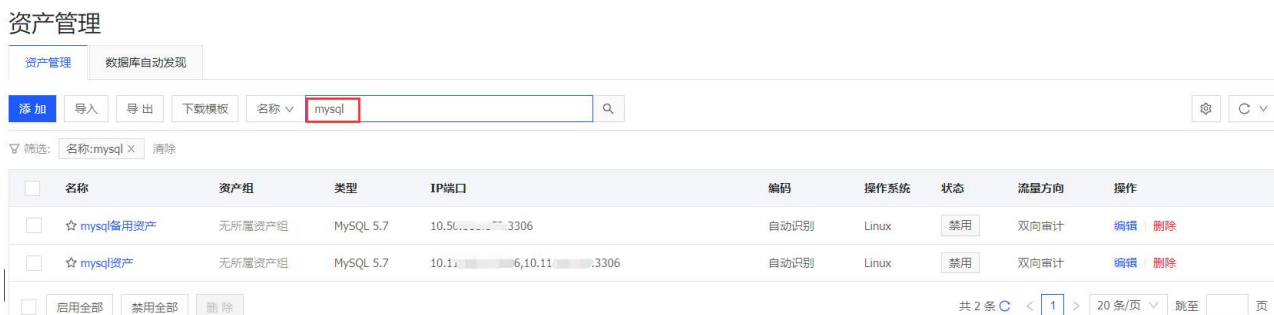 资产管理
资产管理 数据库自动发现
添加 导入 导出 下载模板 名称 mysql
筛选: 名称:mysql × 清除
名称 资产组 类型 IP端口 编码 操作系统 状态 流量方向 操作
mysql备用资产 无所属资产组 MySQL 5.7 3306 自动识别 Linux 禁用 双向审计 编辑 删除
mysql资产 无所属资产组 MySQL 5.7 :3306 自动识别 Linux 禁用 双向审计 编辑 删除
启用全部 禁用全部 删除 共 2 条 < 1 > 20 条/页 跳至 页